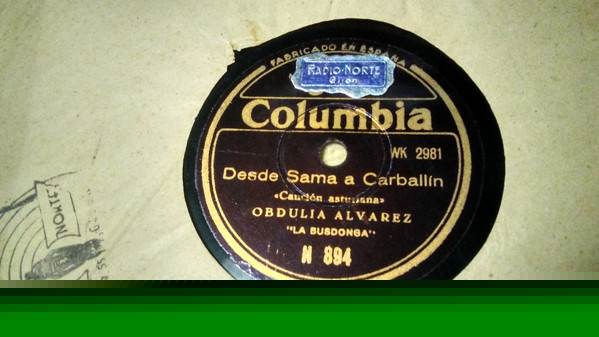 FABRICADO EN ESPAÑA
RADIO-NORTE
Gijón
Columbia
WK 2981
Desde Sama a Carballín
«Canción asturiana»
OBDULIA ALVAREZ
"LA BUSDONGA"
N 894
NORTE